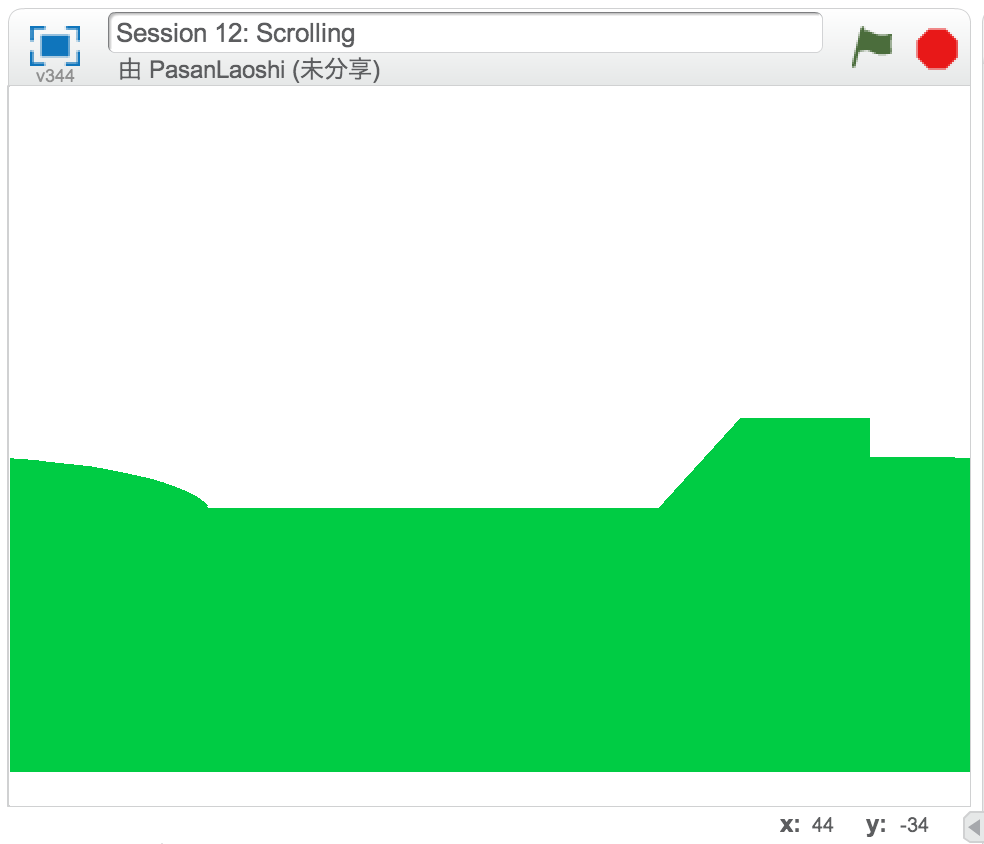 Session 12: Scrolling
v344
由 PasanLaoshi (未分享)
x: 44 y: -34